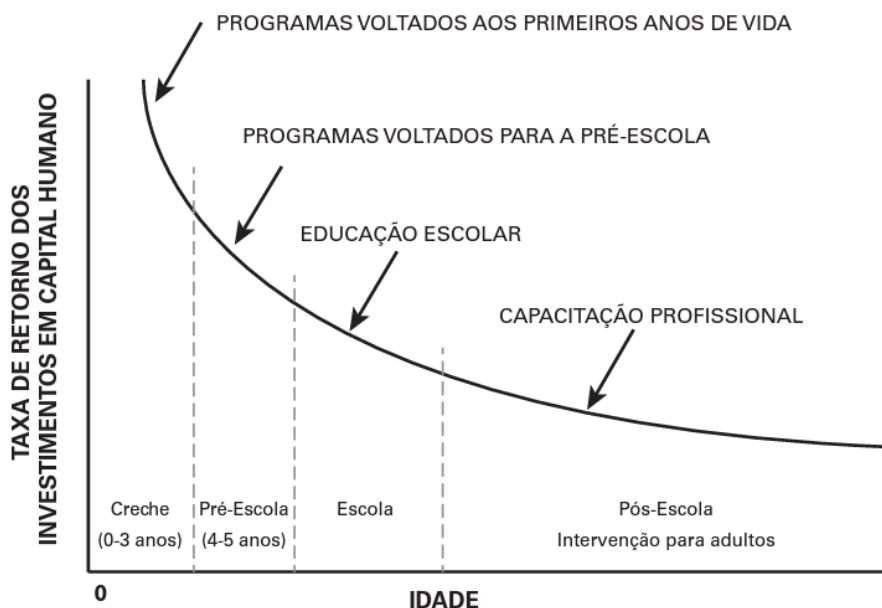 PROGRAMAS VOLTADOS AOS PRIMEIROS ANOS DE VIDA
PROGRAMAS VOLTADOS PARA A PRÉ-ESCOLA
EDUCAÇÃO ESCOLAR
CAPACITAÇÃO PROFISSIONAL
TAXA DE RETORNO DOS
INVESTIMENTOS EM CAPITAL HUMANO
Creche
(0-3 anos)
Pré-Escola
(4-5 anos)
Escola
Pós-Escola
Intervenção para adultos
0
IDADE